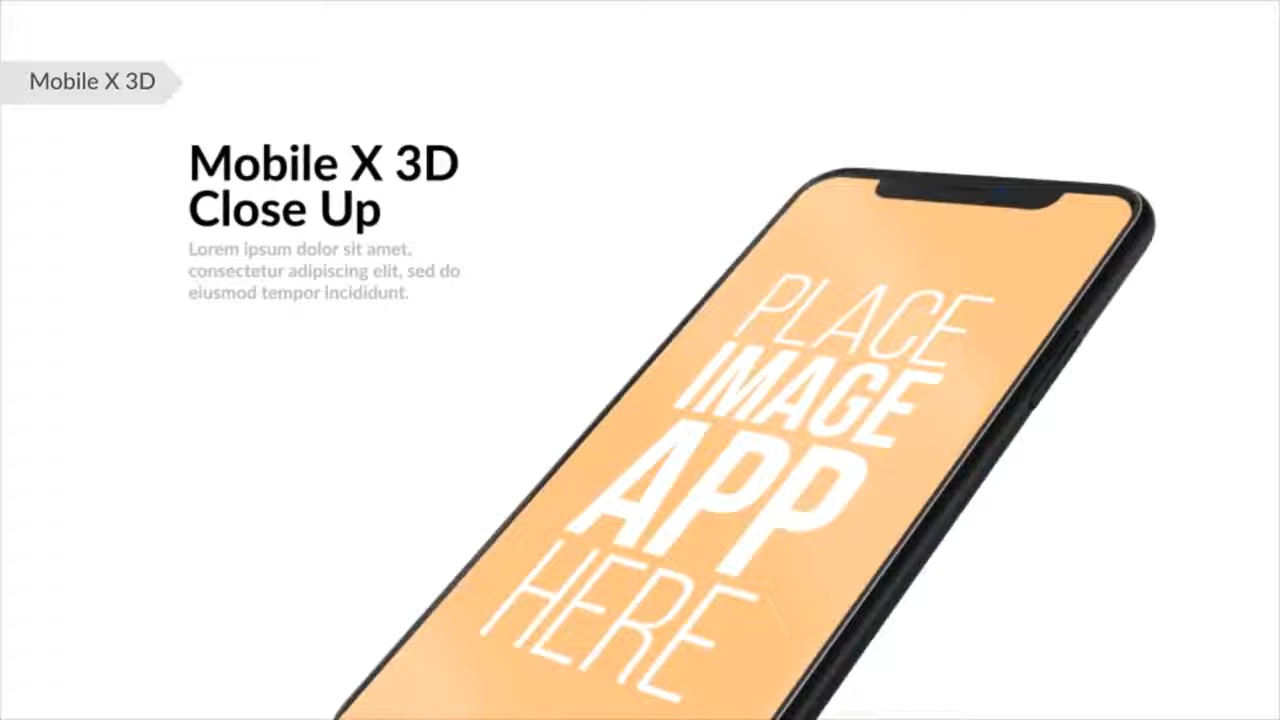 Mobile X 3D
Mobile X 3D
Close Up
Lorem ipsum dolor sit amet,
consectetur adipiscing elit, sed do
eiusmod tempor incididunt.
PLACE
IMAGE
APP
HERE